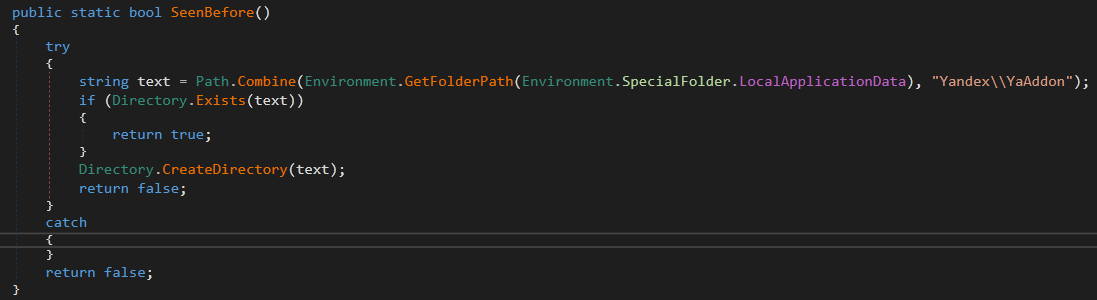 public static bool SeenBefore()
{
    try
    {
        string text = Path.Combine(Environment.GetFolderPath(Environment.SpecialFolder.LocalApplicationData), "Yandex\\YaAddon");
        if (Directory.Exists(text))
        {
            return true;
        }
        Directory.CreateDirectory(text);
        return false;
    }
    catch
    {
    }
    return false;
}